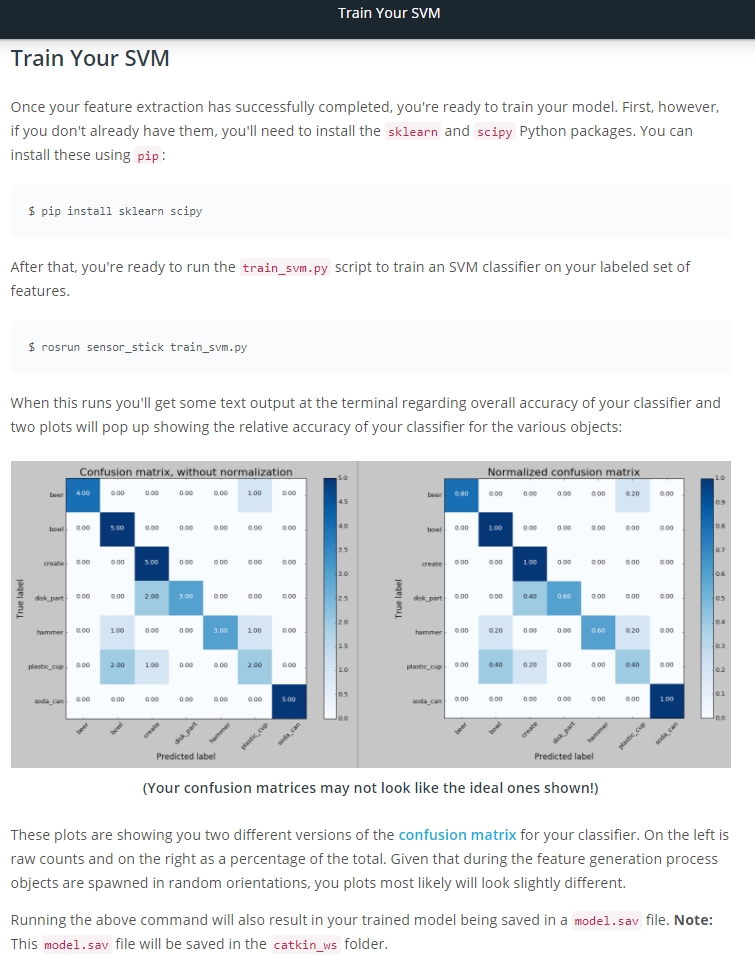 Train Your SVM
Train Your SVM
Once your feature extraction has successfully completed, you're ready to train your model. First, however,
if you don't already have them, you'll need to install the sklearn and scipy Python packages. You can
install these using pip:
$ pip install sklearn scipy
After that, you're ready to run the train_svm.py script to train an SVM classifier on your labeled set of
features.
$ rosrun sensor_stick train_svm.py
When this runs you'll get some text output at the terminal regarding overall accuracy of your classifier and
two plots will pop up showing the relative accuracy of your classifier for the various objects:
Confusion matrix, without normalization
True label
beer 4.00 0.00 0.00 0.00 0.00 1.00 0.00
bowl 0.00 5.00 0.00 0.00 0.00 0.00 0.00
create 0.00 0.00 5.00 0.00 0.00 0.00 0.00
disk_part 0.00 0.00 2.00 3.00 0.00 0.00 0.00
hammer 0.00 1.00 0.00 0.00 3.00 1.00 0.00
plastic_cup 0.00 2.00 1.00 0.00 0.00 2.00 0.00
soda_can 0.00 0.00 0.00 0.00 0.00 0.00 5.00
beer bowl create disk_part hammer plastic_cup soda_can
Predicted label
5.0
4.5
4.0
3.5
3.0
2.5
2.0
1.5
1.0
0.5
0.0
Normalized confusion matrix
True label
beer 0.80 0.00 0.00 0.00 0.00 0.20 0.00
bowl 0.00 1.00 0.00 0.00 0.00 0.00 0.00
create 0.00 0.00 1.00 0.00 0.00 0.00 0.00
disk_part 0.00 0.00 0.40 0.60 0.00 0.00 0.00
hammer 0.00 0.20 0.00 0.00 0.60 0.20 0.00
plastic_cup 0.00 0.40 0.20 0.00 0.00 0.40 0.00
soda_can 0.00 0.00 0.00 0.00 0.00 0.00 1.00
beer bowl create disk_part hammer plastic_cup soda_can
Predicted label
1.0
0.9
0.8
0.7
0.6
0.5
0.4
0.3
0.2
0.1
0.0
(Your confusion matrices may not look like the ideal ones shown!)
These plots are showing you two different versions of the confusion matrix for your classifier. On the left is
raw counts and on the right as a percentage of the total. Given that during the feature generation process
objects are spawned in random orientations, you plots most likely will look slightly different.
Running the above command will also result in your trained model being saved in a model.sav file. Note:
This model.sav file will be saved in the catkin_ws folder.